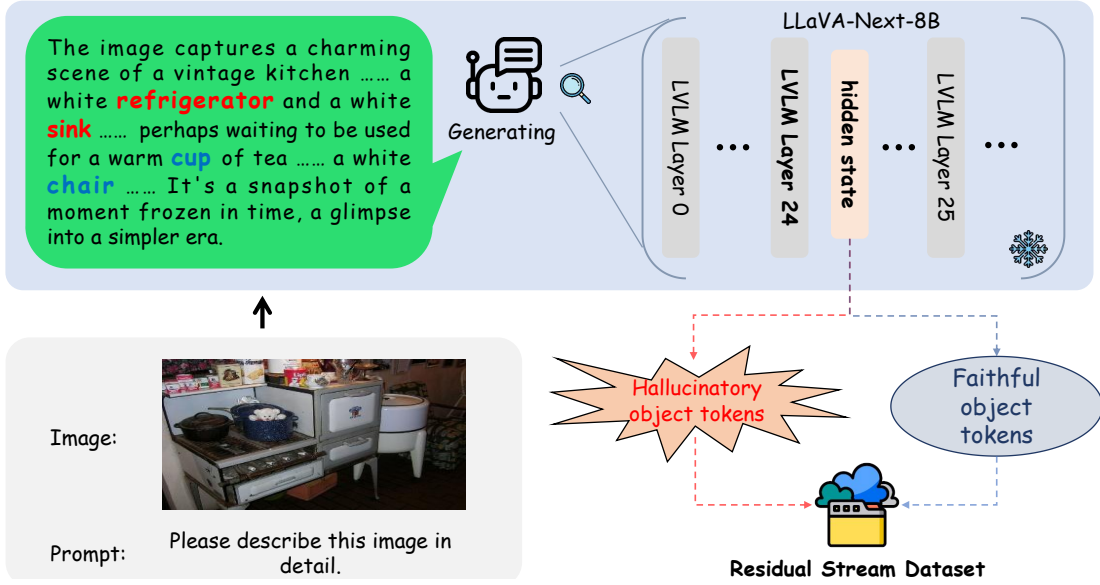 The image captures a charming
scene of a vintage kitchen ...... a
white refrigerator and a white
sink ...... perhaps waiting to be used
for a warm cup of tea ...... a white
chair ...... It's a snapshot of a
moment frozen in time, a glimpse
into a simpler era.
Generating
LLaVA-Next-8B
LVLM Layer 0
...
LVLM Layer 24
hidden state
...
LVLM Layer 25
...
Image:
Prompt:
Please describe this image in
detail.
Hallucinatory
object tokens
Faithful
object
tokens
Residual Stream Dataset